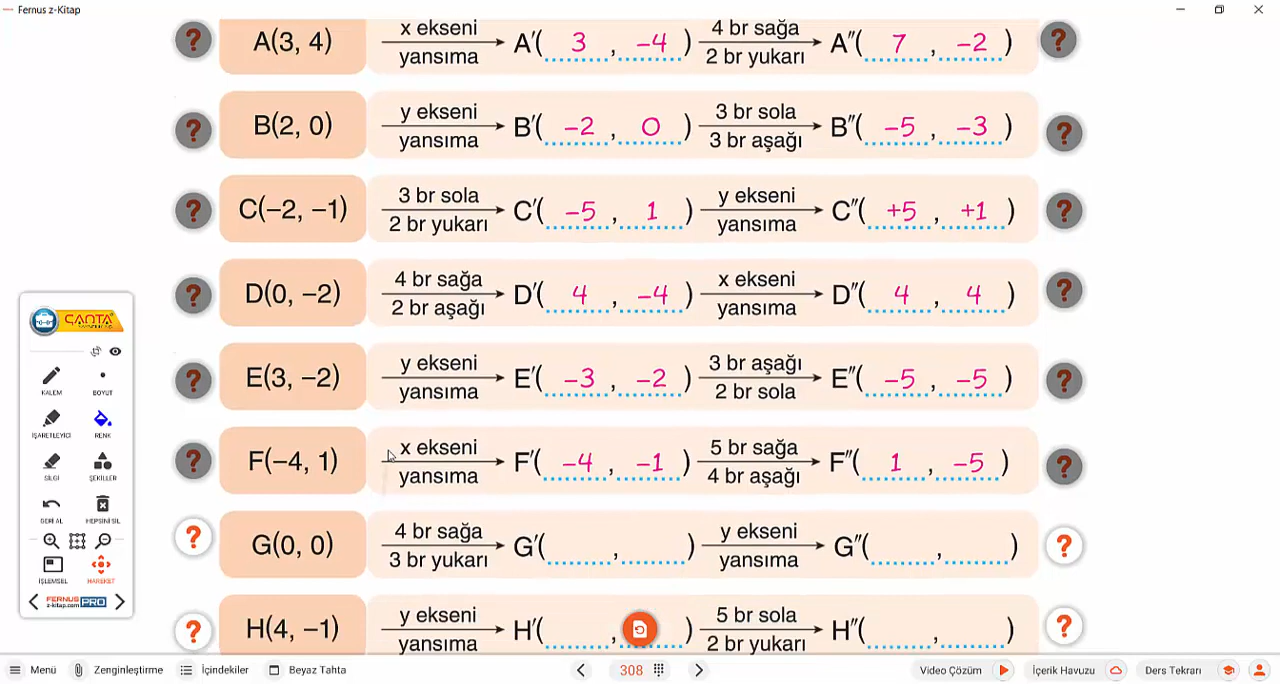 Fernus z-Kitap
A(3, 4) x ekseni yansıma A′( 3 , −4 ) 4 br sağa 2 br yukarı A″( 7 , −2 )
B(2, 0) y ekseni yansıma B′( −2 , 0 ) 3 br sola 3 br aşağı B″( −5 , −3 )
C(−2, −1) 3 br sola 2 br yukarı C′( −5 , 1 ) y ekseni yansıma C″( +5 , +1 )
D(0, −2) 4 br sağa 2 br aşağı D′( 4 , −4 ) x ekseni yansıma D″( 4 , 4 )
E(3, −2) y ekseni yansıma E′( −3 , −2 ) 3 br aşağı 2 br sola E″( −5 , −5 )
F(−4, 1) x ekseni yansıma F′( −4 , −1 ) 5 br sağa 4 br aşağı F″( 1 , −5 )
G(0, 0) 4 br sağa 3 br yukarı G′( , ) y ekseni yansıma G″( , )
H(4, −1) y ekseni yansıma H′( , ) 5 br sola 2 br yukarı H″( , )
ÇANTA
KALEM BOYUT
İŞARETLEYİCİ RENK
SİLGİ ŞEKİLLER
GERİ AL HEPSİNİ SİL
İŞLEMSEL HAREKET
FERNUS z-kitap.com PRO
Menü Zenginleştirme İçindekiler Beyaz Tahta 308 Video Çözüm İçerik Havuzu Ders Tekrarı